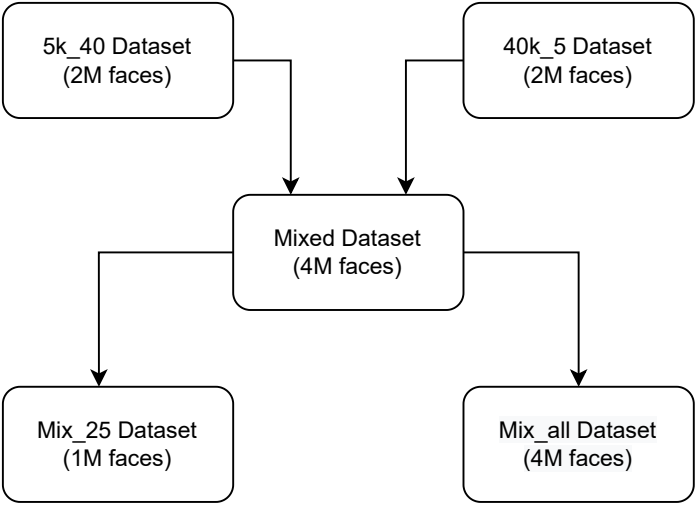 5k_40 Dataset
(2M faces)
40k_5 Dataset
(2M faces)
Mixed Dataset
(4M faces)
Mix_25 Dataset
(1M faces)
Mix_all Dataset
(4M faces)